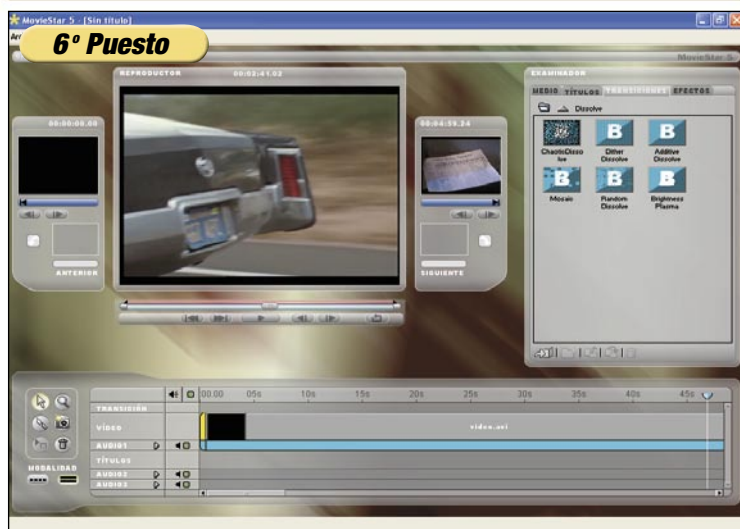 MovieStar 5 - [Sin título]
6º Puesto
MovieStar 5
REPRODUCTOR 00:02:41.02
EXAMINADOR
MEDIO TÍTULOS TRANSICIONES EFECTOS
Dissolve
00:00:00.00
00:04:59.24
ChaoticDisso
lve
Dither
Dissolve
Additive
Dissolve
Mosaic
Random
Dissolve
Brightness
Plasma
ANTERIOR
SIGUIENTE
00.00 05s 10s 15s 20s 25s 30s 35s 40s 45s
TRANSICIÓN
VÍDEO
video.avi
AUDIO1
TÍTULOS
MODALIDAD
AUDIO2
AUDIO3